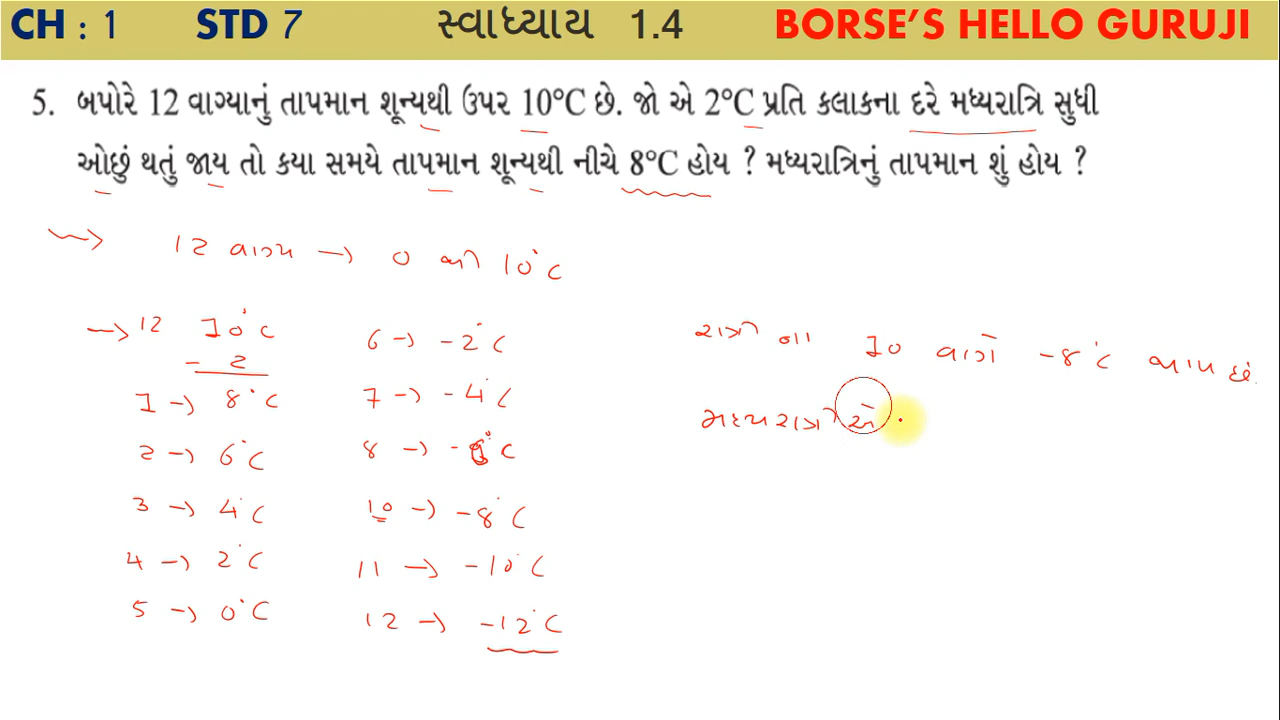 CH : 1 STD 7 સ્વાધ્યાય 1.4 BORSE'S HELLO GURUJI
5. બપોરે 12 વાગ્યાનું તાપમાન શૂન્યથી ઉપર 10°C છે. જો એ 2°C પ્રતિ કલાકના દરે મધ્યરાત્રિ સુધી
ઓછું થતું જાય તો કયા સમયે તાપમાન શૂન્યથી નીચે 8°C હોય ? મધ્યરાત્રિનું તાપમાન શું હોય ?
12 → 0 થી 10°C
→ 12 10°C
- 2
1 → 8°C
2 → 6°C
3 → 4°C
4 → 2°C
5 → 0°C
6 → -2°C
7 → -4°C
8 → - °C
10 → -8°C
11 → -10°C
12 → -12°C
રાત્રી ના 10 વાગે -8°C થાય છે.
મધ્યરાત્રીએ